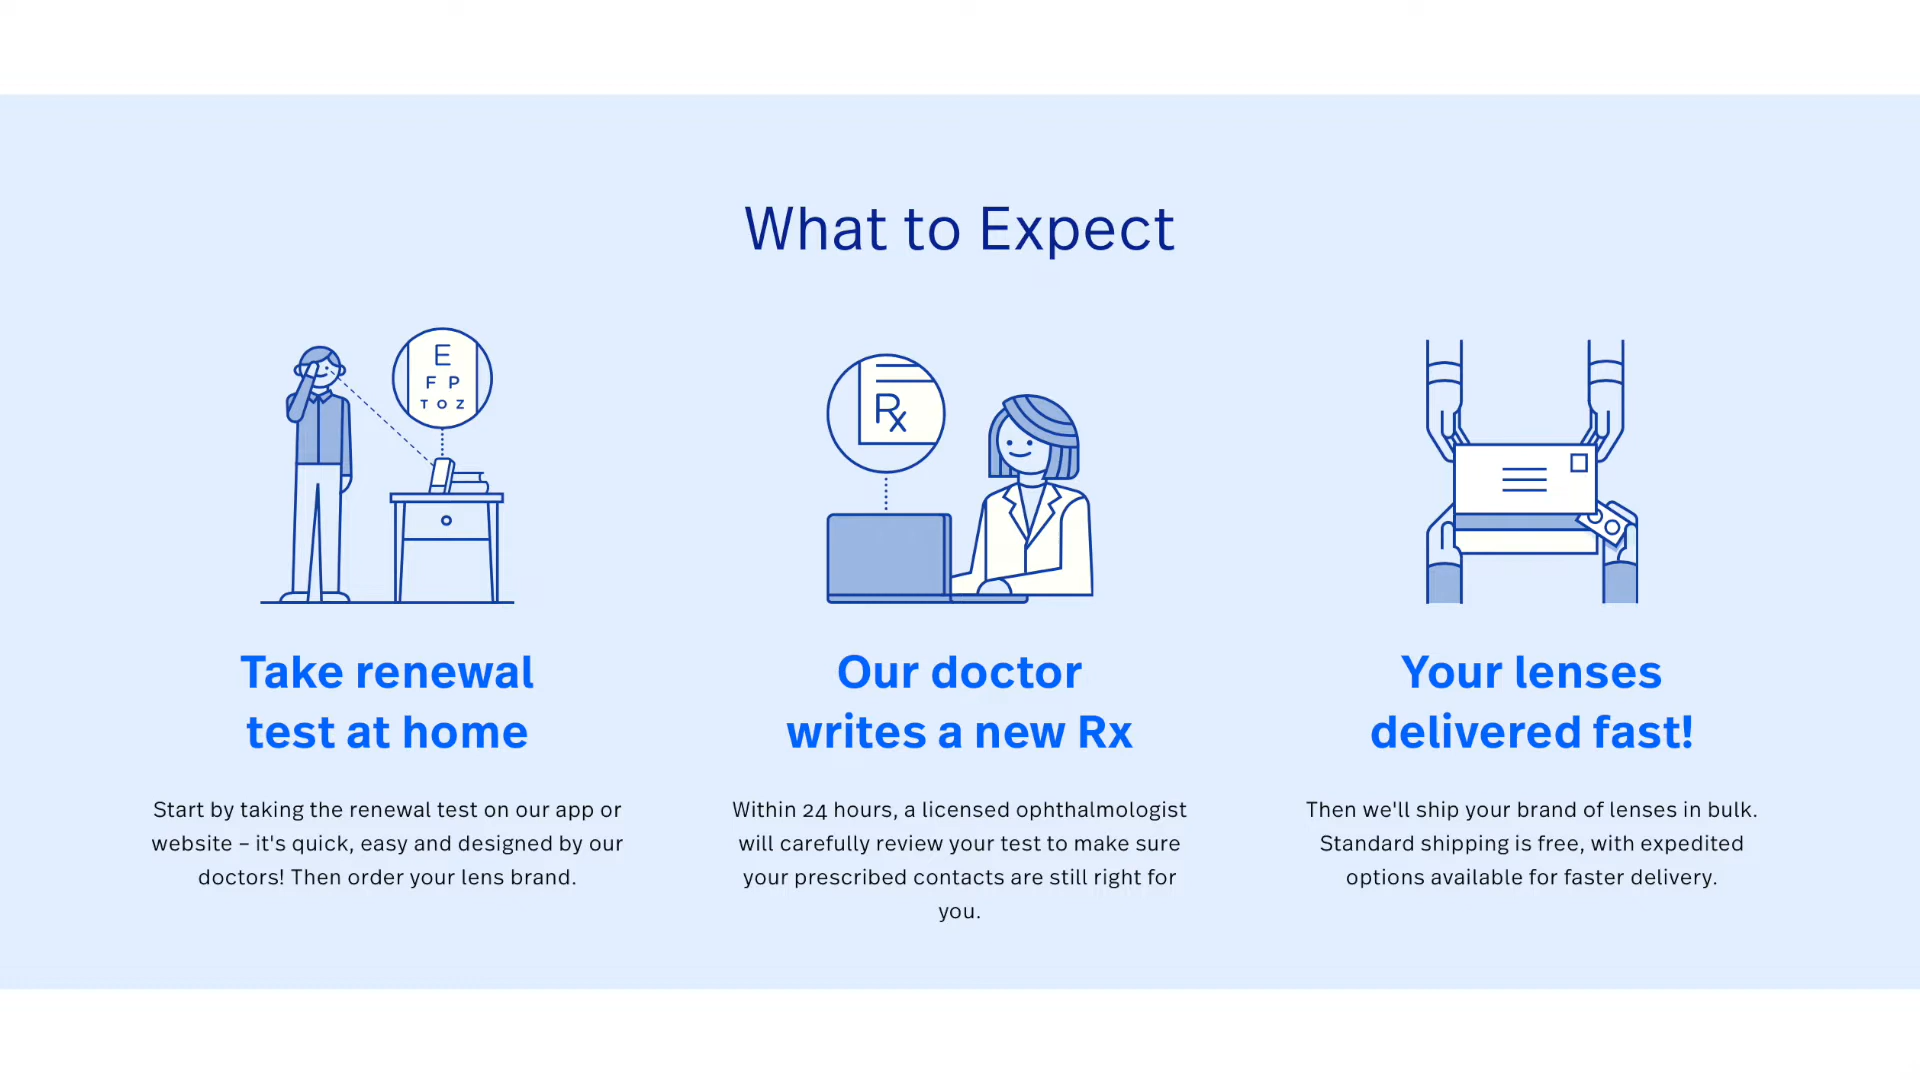 What to Expect
E
F P
T O Z
Rx
Take renewal
test at home
Start by taking the renewal test on our app or
website – it's quick, easy and designed by our
doctors! Then order your lens brand.
Our doctor
writes a new Rx
Within 24 hours, a licensed ophthalmologist
will carefully review your test to make sure
your prescribed contacts are still right for
you.
Your lenses
delivered fast!
Then we'll ship your brand of lenses in bulk.
Standard shipping is free, with expedited
options available for faster delivery.